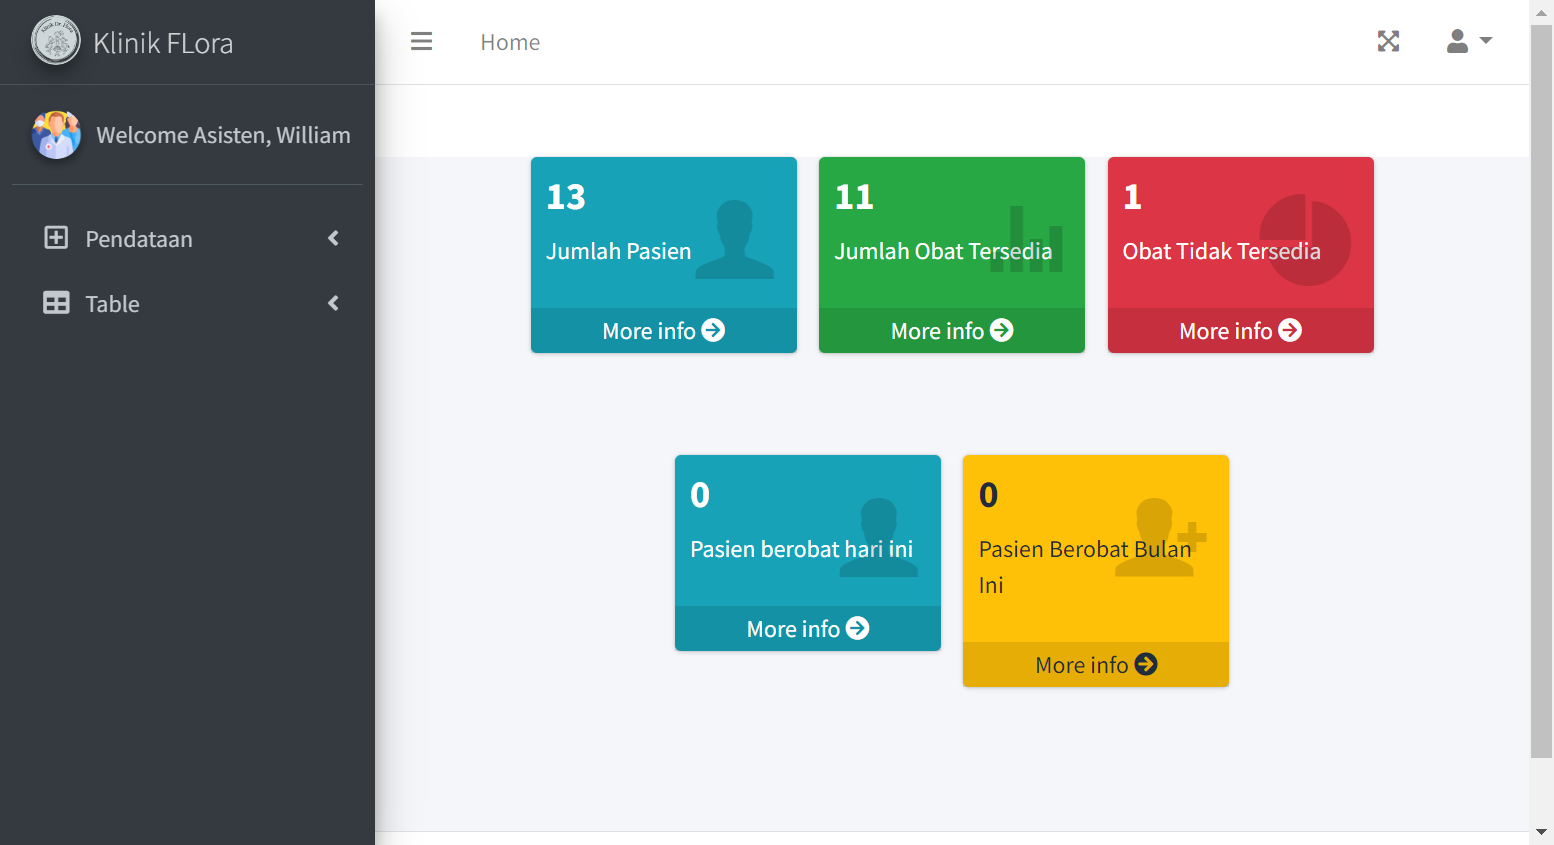 Klinik FLora
Home
Welcome Asisten, William
Pendataan
Table
13
Jumlah Pasien
More info
11
Jumlah Obat Tersedia
More info
1
Obat Tidak Tersedia
More info
0
Pasien berobat hari ini
More info
0
Pasien Berobat Bulan
Ini
More info